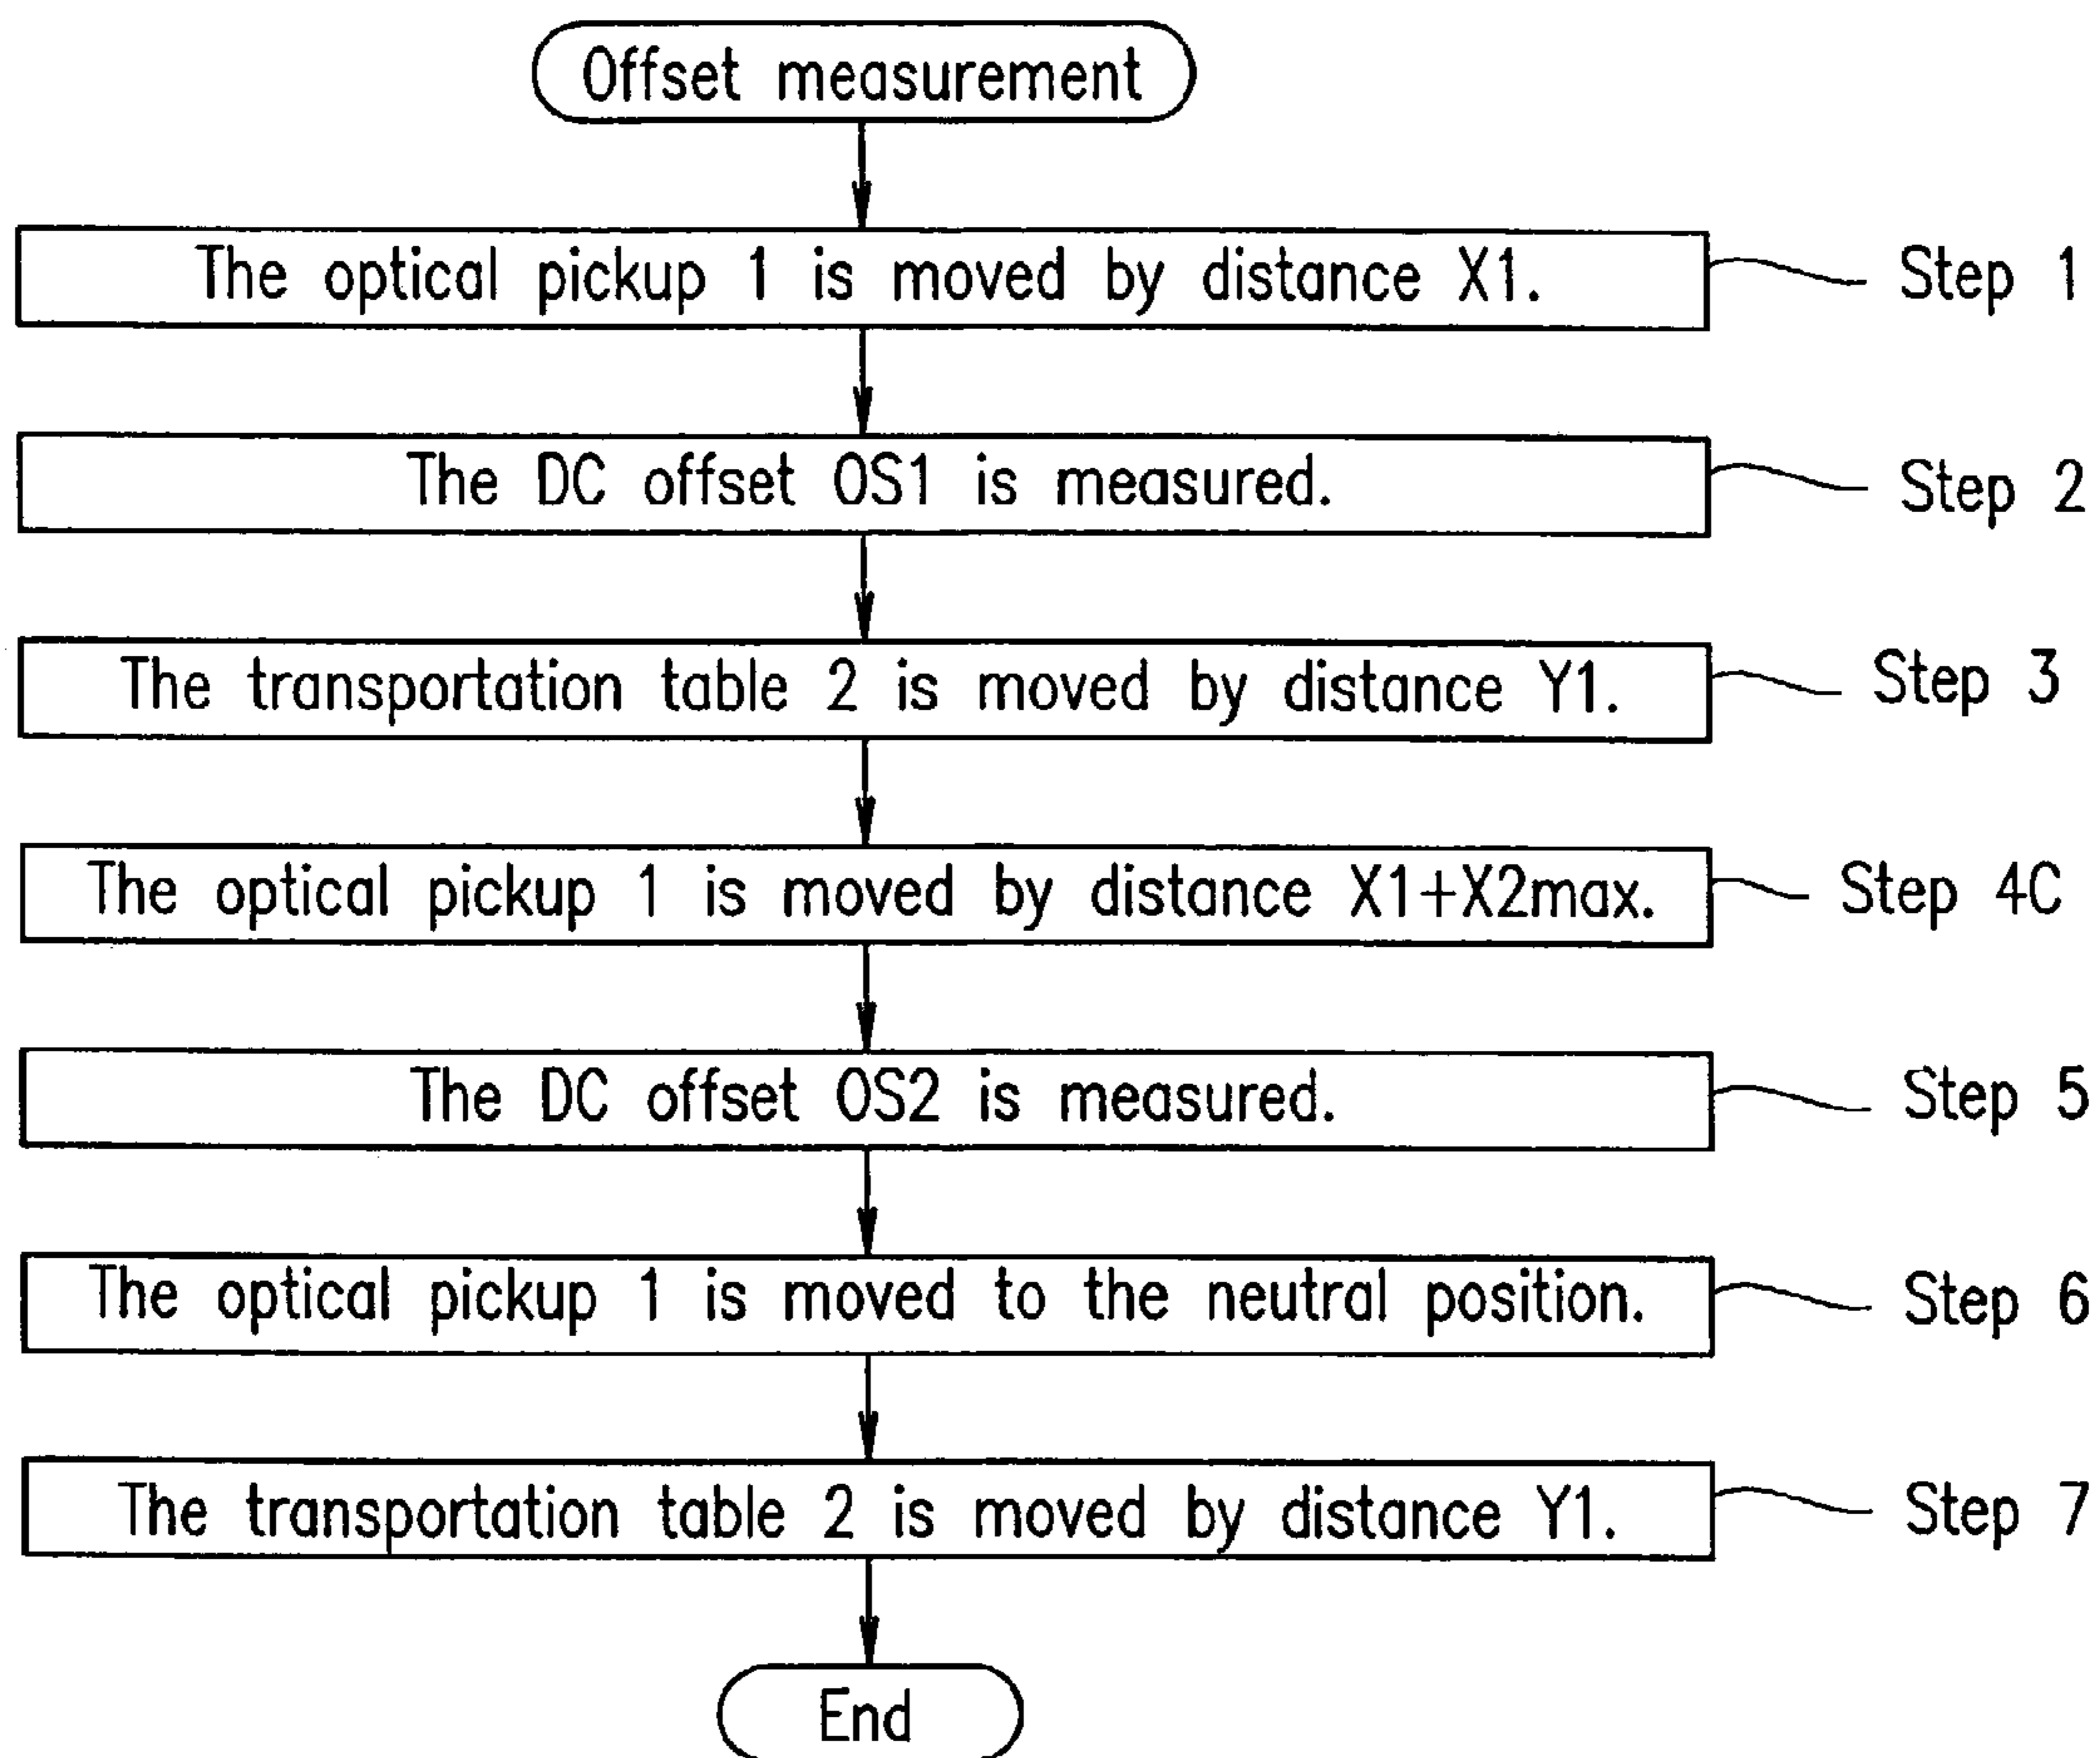 Offset measurement
The optical pickup 1 is moved by distance X1. Step 1
The DC offset OS1 is measured. Step 2
The transportation table 2 is moved by distance Y1. Step 3
The optical pickup 1 is moved by distance X1+X2max. Step 4C
The DC offset OS2 is measured. Step 5
The optical pickup 1 is moved to the neutral position. Step 6
The transportation table 2 is moved by distance Y1. Step 7
End